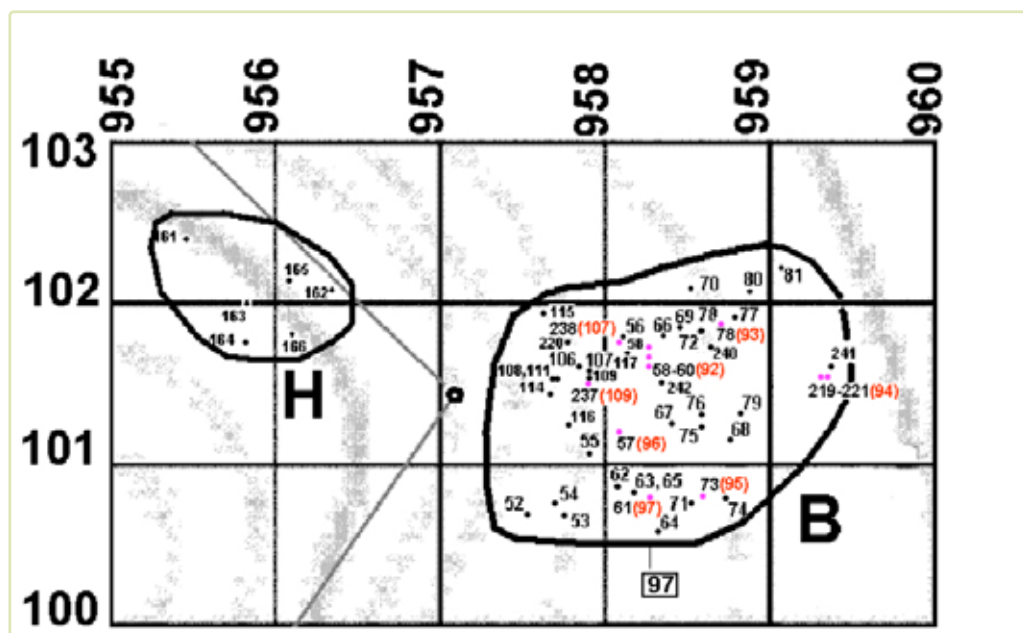 955 956 957 958 959 960
103
161
165
162
70 80 81
102
163
115
238 (107) 56 66 69 78 77
164 166 220 58 72 78 (93)
106 107 117 240 241
108,111 109 58-60 (92) 219-221 (94)
114 237 (109) 242
H
116 67 76 79
55 57 (96) 75 68
101
62 63, 65 73 (95)
52 54 61 (97) 71 74
53 64
B
97
100